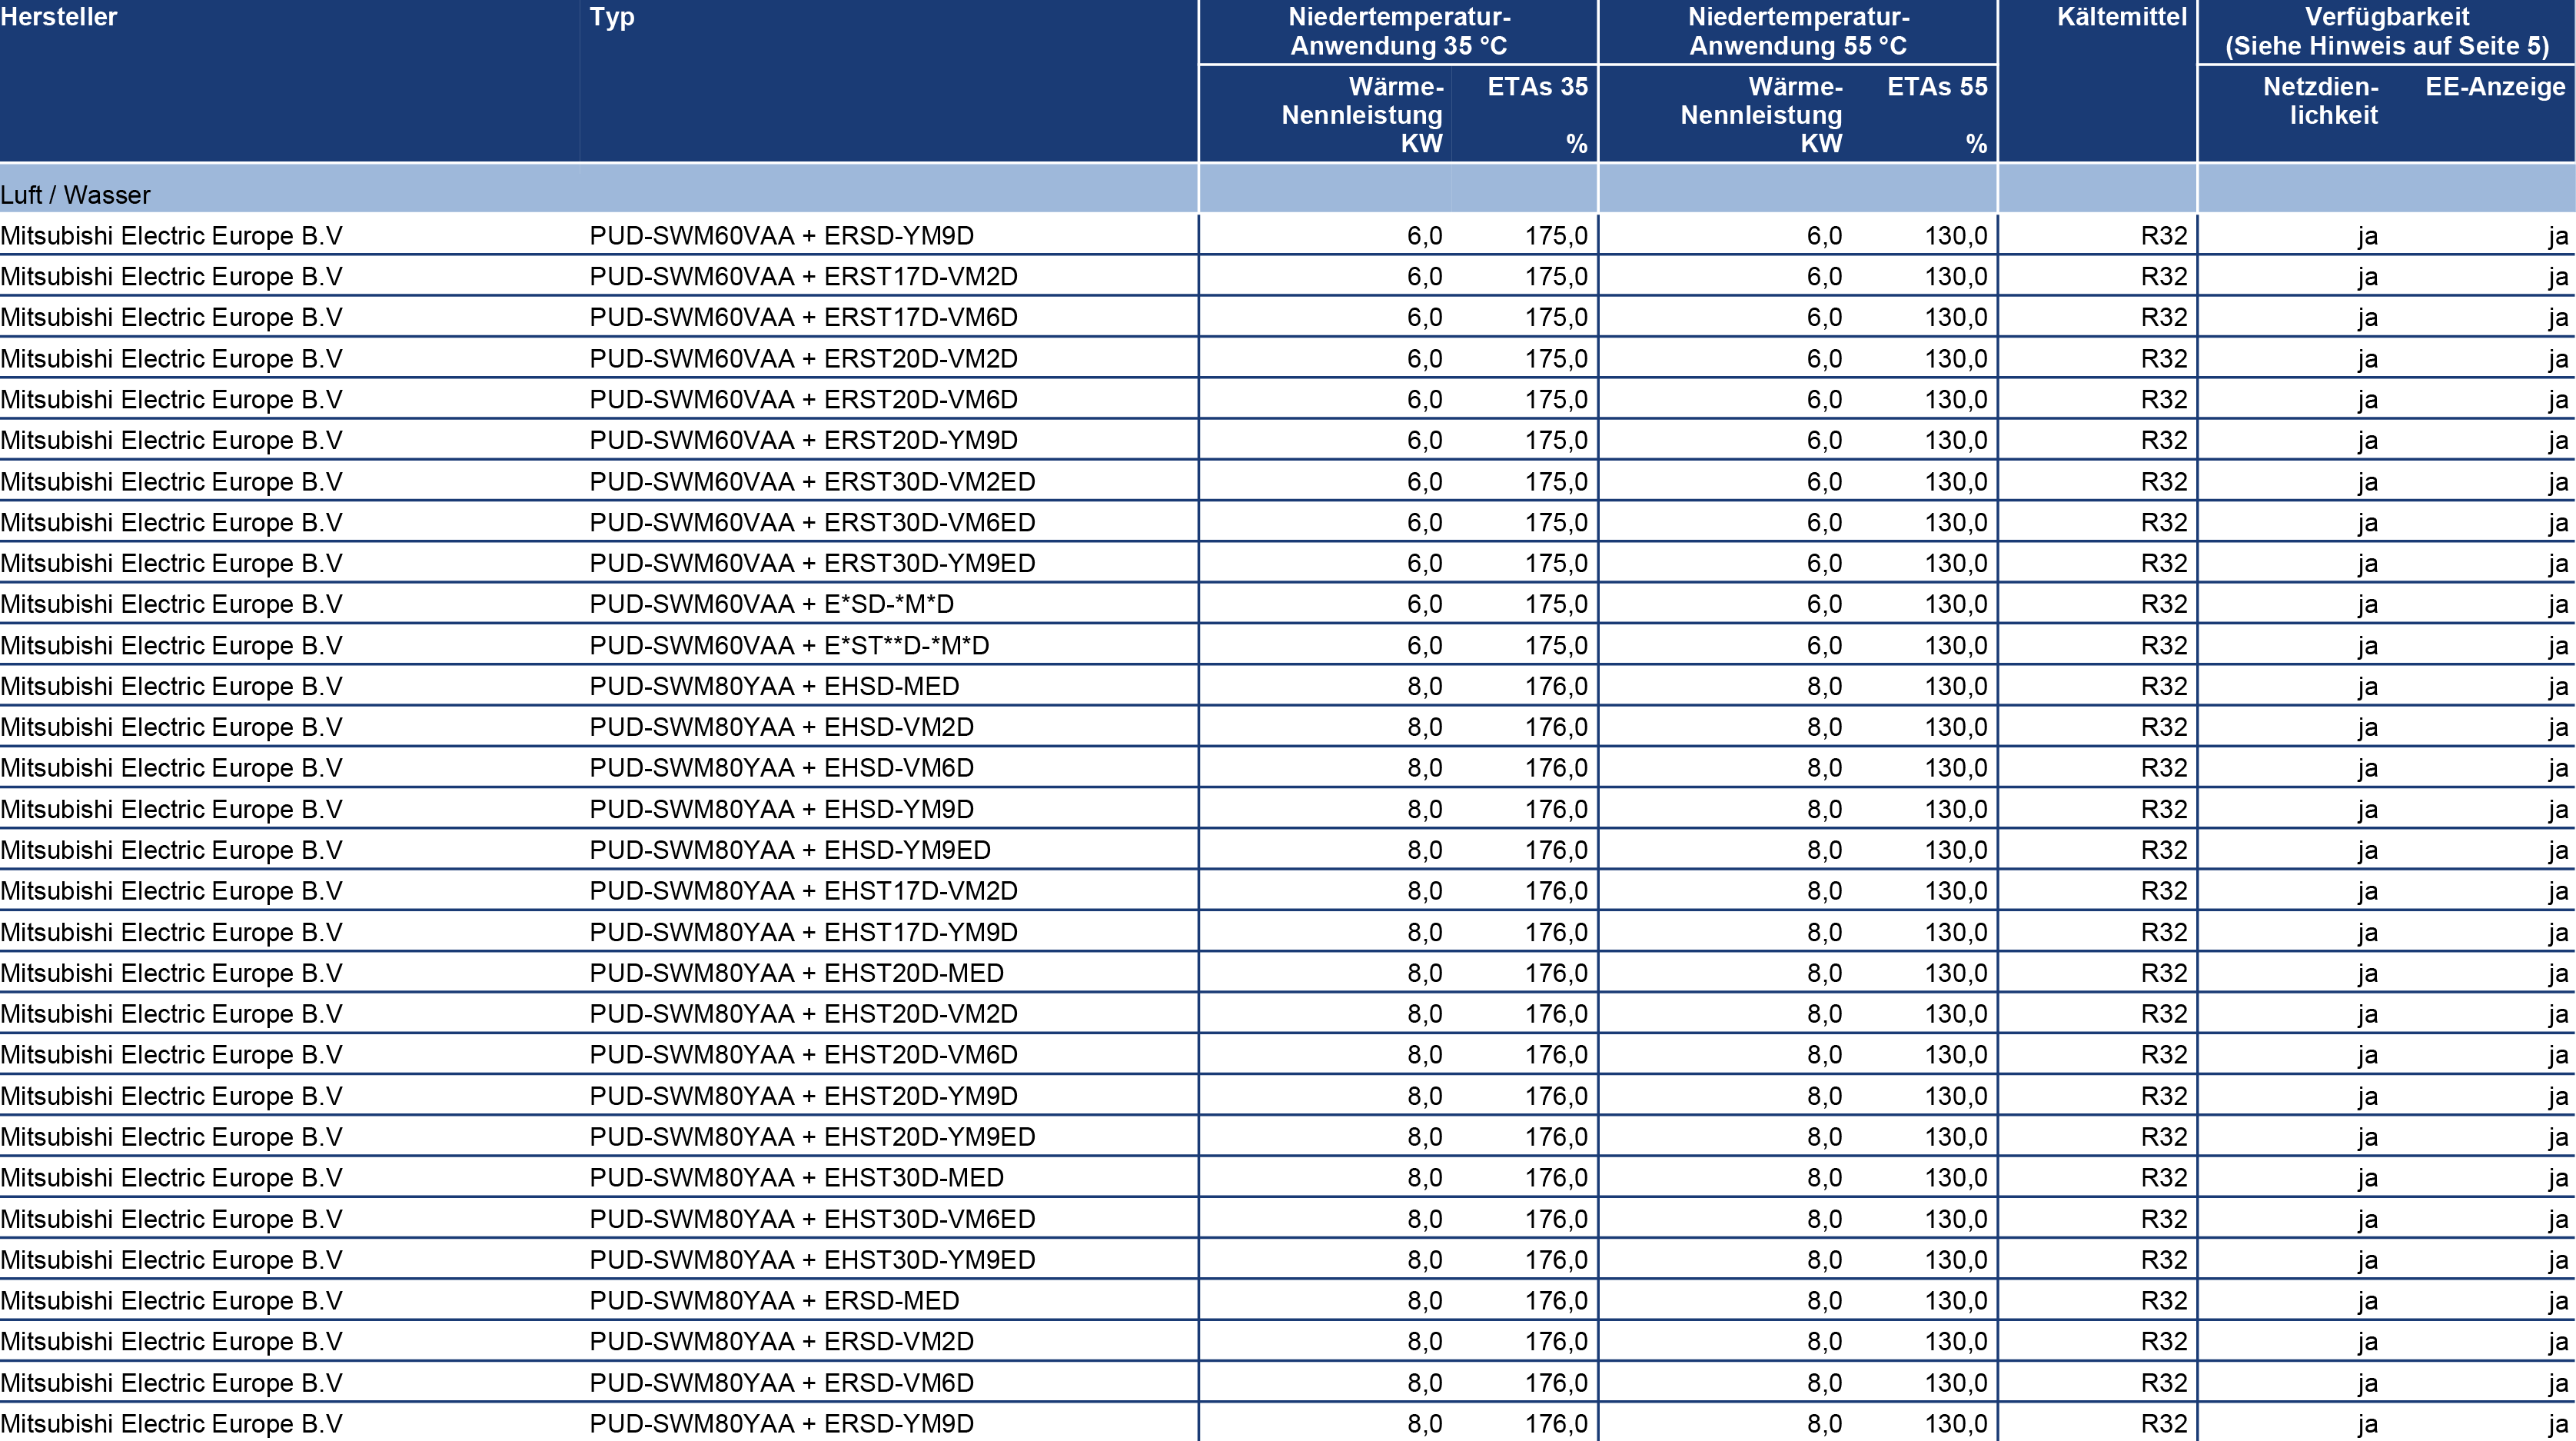 Hersteller Typ Niedertemperatur- Niedertemperatur- Kältemittel Verfügbarkeit
Anwendung 35 °C Anwendung 55 °C (Siehe Hinweis auf Seite 5)
Wärme- ETAs 35 Wärme- ETAs 55 Netzdien- EE-Anzeige
Nennleistung Nennleistung lichkeit
KW % KW %
Luft / Wasser
Mitsubishi Electric Europe B.V PUD-SWM60VAA + ERSD-YM9D 6,0 175,0 6,0 130,0 R32 ja ja
Mitsubishi Electric Europe B.V PUD-SWM60VAA + ERST17D-VM2D 6,0 175,0 6,0 130,0 R32 ja ja
Mitsubishi Electric Europe B.V PUD-SWM60VAA + ERST17D-VM6D 6,0 175,0 6,0 130,0 R32 ja ja
Mitsubishi Electric Europe B.V PUD-SWM60VAA + ERST20D-VM2D 6,0 175,0 6,0 130,0 R32 ja ja
Mitsubishi Electric Europe B.V PUD-SWM60VAA + ERST20D-VM6D 6,0 175,0 6,0 130,0 R32 ja ja
Mitsubishi Electric Europe B.V PUD-SWM60VAA + ERST20D-YM9D 6,0 175,0 6,0 130,0 R32 ja ja
Mitsubishi Electric Europe B.V PUD-SWM60VAA + ERST30D-VM2ED 6,0 175,0 6,0 130,0 R32 ja ja
Mitsubishi Electric Europe B.V PUD-SWM60VAA + ERST30D-VM6ED 6,0 175,0 6,0 130,0 R32 ja ja
Mitsubishi Electric Europe B.V PUD-SWM60VAA + ERST30D-YM9ED 6,0 175,0 6,0 130,0 R32 ja ja
Mitsubishi Electric Europe B.V PUD-SWM60VAA + E*SD-*M*D 6,0 175,0 6,0 130,0 R32 ja ja
Mitsubishi Electric Europe B.V PUD-SWM60VAA + E*ST**D-*M*D 6,0 175,0 6,0 130,0 R32 ja ja
Mitsubishi Electric Europe B.V PUD-SWM80YAA + EHSD-MED 8,0 176,0 8,0 130,0 R32 ja ja
Mitsubishi Electric Europe B.V PUD-SWM80YAA + EHSD-VM2D 8,0 176,0 8,0 130,0 R32 ja ja
Mitsubishi Electric Europe B.V PUD-SWM80YAA + EHSD-VM6D 8,0 176,0 8,0 130,0 R32 ja ja
Mitsubishi Electric Europe B.V PUD-SWM80YAA + EHSD-YM9D 8,0 176,0 8,0 130,0 R32 ja ja
Mitsubishi Electric Europe B.V PUD-SWM80YAA + EHSD-YM9ED 8,0 176,0 8,0 130,0 R32 ja ja
Mitsubishi Electric Europe B.V PUD-SWM80YAA + EHST17D-VM2D 8,0 176,0 8,0 130,0 R32 ja ja
Mitsubishi Electric Europe B.V PUD-SWM80YAA + EHST17D-YM9D 8,0 176,0 8,0 130,0 R32 ja ja
Mitsubishi Electric Europe B.V PUD-SWM80YAA + EHST20D-MED 8,0 176,0 8,0 130,0 R32 ja ja
Mitsubishi Electric Europe B.V PUD-SWM80YAA + EHST20D-VM2D 8,0 176,0 8,0 130,0 R32 ja ja
Mitsubishi Electric Europe B.V PUD-SWM80YAA + EHST20D-VM6D 8,0 176,0 8,0 130,0 R32 ja ja
Mitsubishi Electric Europe B.V PUD-SWM80YAA + EHST20D-YM9D 8,0 176,0 8,0 130,0 R32 ja ja
Mitsubishi Electric Europe B.V PUD-SWM80YAA + EHST20D-YM9ED 8,0 176,0 8,0 130,0 R32 ja ja
Mitsubishi Electric Europe B.V PUD-SWM80YAA + EHST30D-MED 8,0 176,0 8,0 130,0 R32 ja ja
Mitsubishi Electric Europe B.V PUD-SWM80YAA + EHST30D-VM6ED 8,0 176,0 8,0 130,0 R32 ja ja
Mitsubishi Electric Europe B.V PUD-SWM80YAA + EHST30D-YM9ED 8,0 176,0 8,0 130,0 R32 ja ja
Mitsubishi Electric Europe B.V PUD-SWM80YAA + ERSD-MED 8,0 176,0 8,0 130,0 R32 ja ja
Mitsubishi Electric Europe B.V PUD-SWM80YAA + ERSD-VM2D 8,0 176,0 8,0 130,0 R32 ja ja
Mitsubishi Electric Europe B.V PUD-SWM80YAA + ERSD-VM6D 8,0 176,0 8,0 130,0 R32 ja ja
Mitsubishi Electric Europe B.V PUD-SWM80YAA + ERSD-YM9D 8,0 176,0 8,0 130,0 R32 ja ja